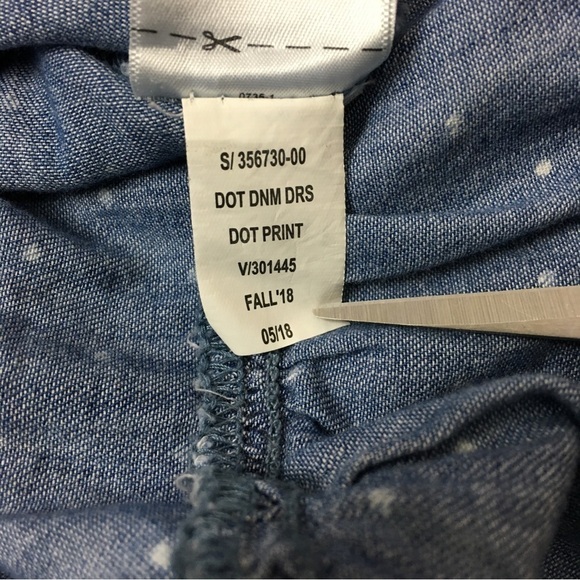 S/ 356730-00
DOT DNM DRS
DOT PRINT
V/301445
FALL'18
05/18